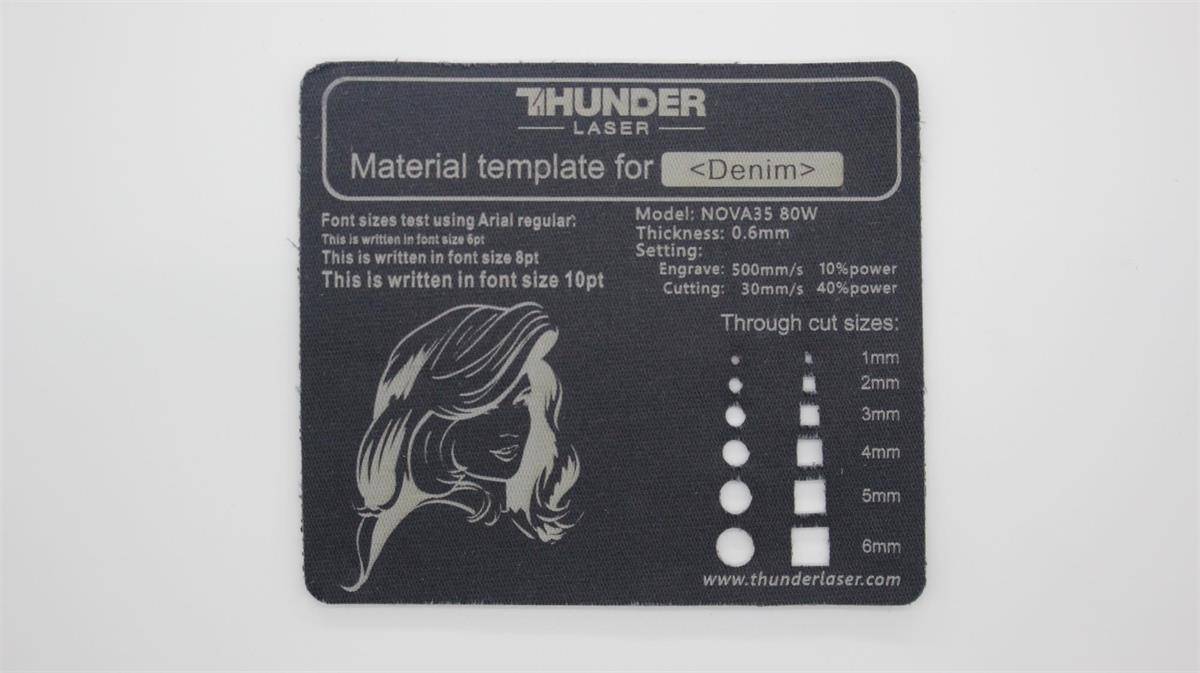 THUNDER
LASER
Material template for <Denim>
Font sizes test using Arial regular:
This is written in font size 6pt
This is written in font size 8pt
This is written in font size 10pt
Model: NOVA35 80W
Thickness: 0.6mm
Setting:
Engrave: 500mm/s 10%power
Cutting: 30mm/s 40%power
Through cut sizes:
1mm
2mm
3mm
4mm
5mm
6mm
www.thunderlaser.com